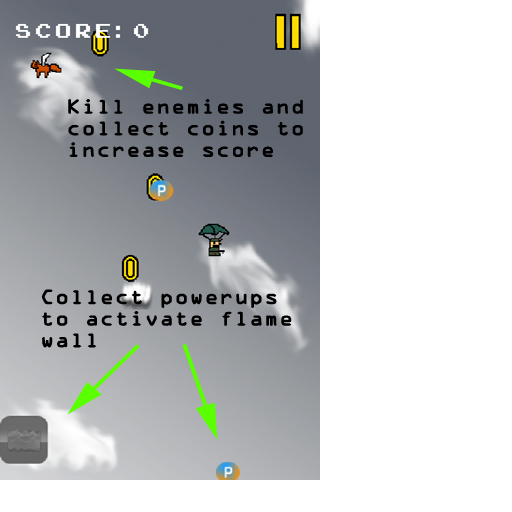 SCORE: 0
Kill enemies and
collect coins to
increase score
P
Collect powerups
to activate flame
wall
P